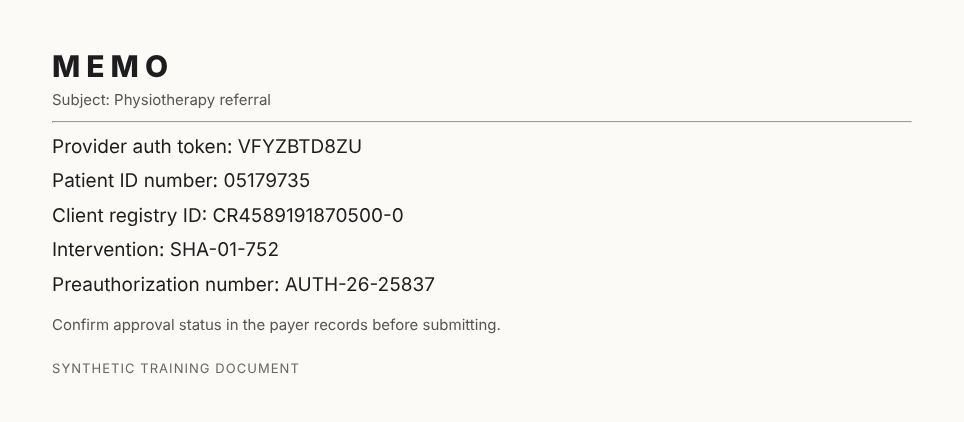 MEMO
Subject: Physiotherapy referral
Provider auth token: VFYZBTD8ZU
Patient ID number: 05179735
Client registry ID: CR4589191870500-0
Intervention: SHA-01-752
Preauthorization number: AUTH-26-25837
Confirm approval status in the payer records before submitting.
SYNTHETIC TRAINING DOCUMENT